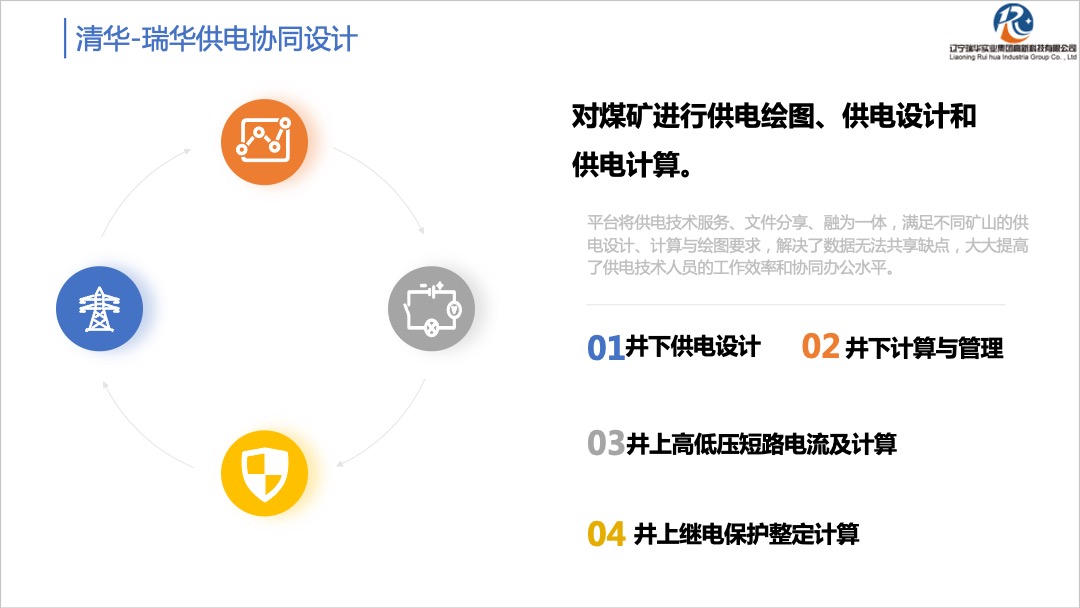 清华-瑞华供电协同设计
辽宁瑞华实业集团高新科技有限公司
Liaoning Rui hua Industria Group Co. , Ltd
对煤矿进行供电绘图、供电设计和
供电计算。
平台将供电技术服务、文件分享、融为一体，满足不同矿山的供
电设计、计算与绘图要求，解决了数据无法共享缺点，大大提高
了供电技术人员的工作效率和协同办公水平。
01井下供电设计
02 井下计算与管理
03井上高低压短路电流及计算
04 井上继电保护整定计算